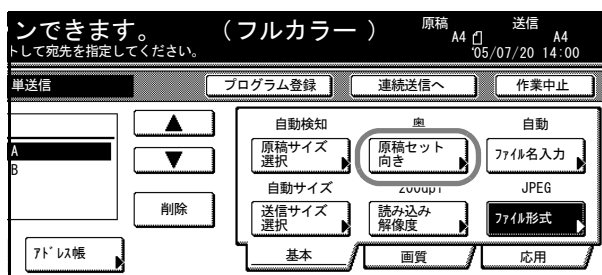 ンできます。 （フルカラー ） 原稿 送信
A4 A4
トして宛先を指定してください。 '05/07/20 14:00
単送信 プログラム登録 連続送信へ 作業中止
自動検知 奥 自動
A 原稿サイズ 原稿セット ﾌｧｲﾙ名入力
B 選択 向き
自動サイズ 200dpi JPEG
削除 送信サイズ 読み込み ﾌｧｲﾙ形式
選択 解像度
ｱﾄﾞﾚｽ帳 基本 画質 応用